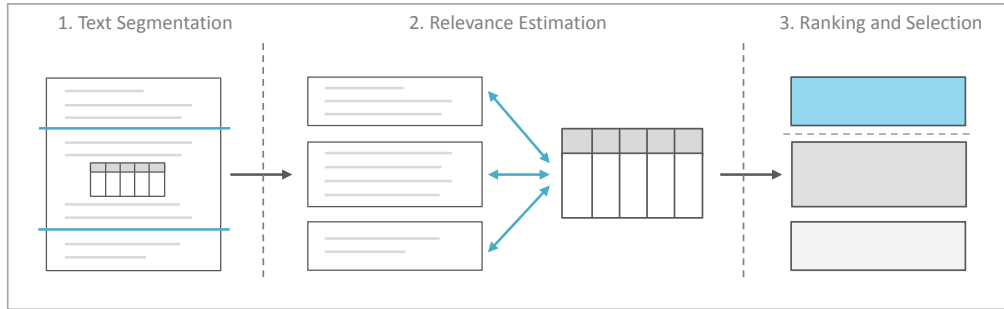 1. Text Segmentation
2. Relevance Estimation
3. Ranking and Selection